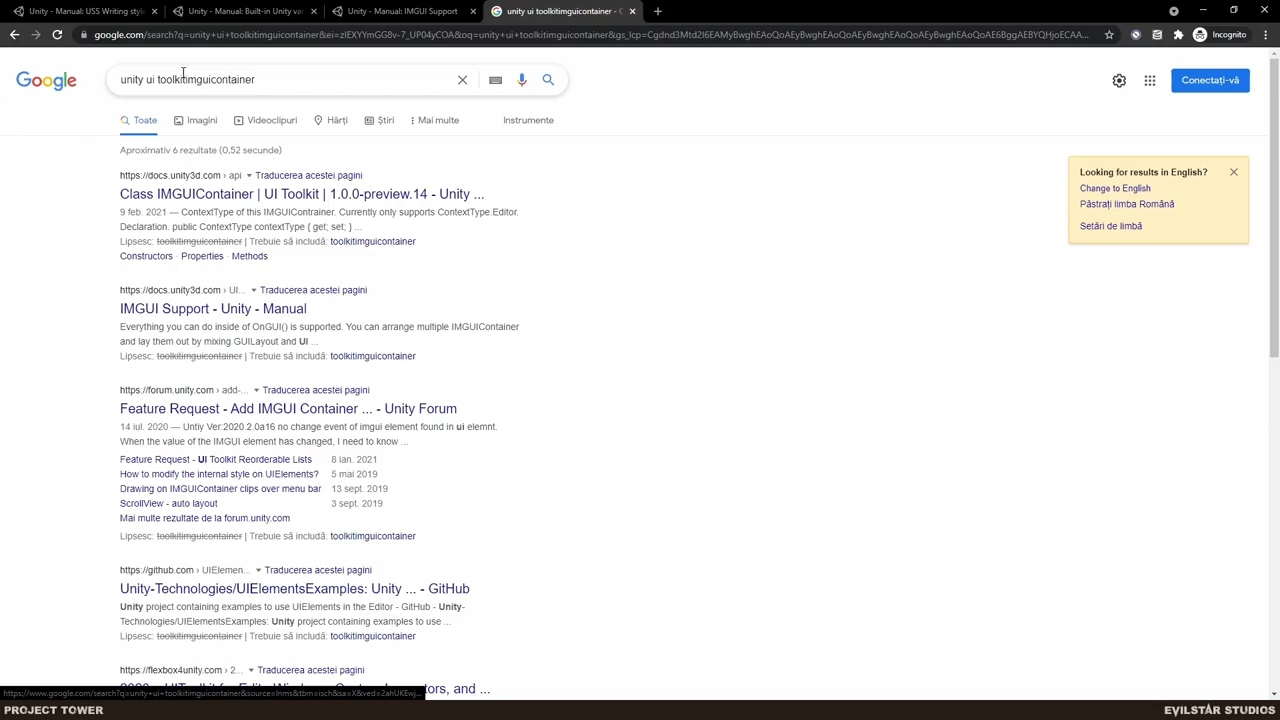 Unity - Manual: USS Writing style
Unity - Manual: Built-in Unity var
Unity - Manual: IMGUI Support
unity ui toolkitimguicontainer - C
Incognito
Google
unity ui toolkitimguicontainer
Conectați-vă
Toate
Imagini
Videoclipuri
Hărți
Știri
Mai multe
Instrumente
Aproximativ 6 rezultate (0,52 secunde)
https://docs.unity3d.com › api Traducerea acestei pagini
Class IMGUIContainer | UI Toolkit | 1.0.0-preview.14 - Unity ...
9 feb. 2021 — ContextType of this IMGUIContrainer. Currently only supports ContextType.Editor.
Declaration. public ContextType contextType { get; set; } ...
Lipsesc: toolkitimguicontainer | Trebuie să includă: toolkitimguicontainer
Constructors · Properties · Methods
https://docs.unity3d.com › UI... Traducerea acestei pagini
IMGUI Support - Unity - Manual
Everything you can do inside of OnGUI() is supported. You can arrange multiple IMGUIContainer
and lay them out by mixing GUILayout and UI ...
Lipsesc: toolkitimguicontainer | Trebuie să includă: toolkitimguicontainer
https://forum.unity.com › add-... Traducerea acestei pagini
Feature Request - Add IMGUI Container ... - Unity Forum
14 iul. 2020 — Untiy Ver:2020.2.0a16 no change event of imgui element found in ui elemnt.
When the value of the IMGUI element has changed, I need to know ...
Feature Request - UI Toolkit Reorderable Lists 8 ian. 2021
How to modify the internal style on UIElements? 5 mai 2019
Drawing on IMGUIContainer clips over menu bar 13 sept. 2019
ScrollView - auto layout 3 sept. 2019
Mai multe rezultate de la forum.unity.com
Lipsesc: toolkitimguicontainer | Trebuie să includă: toolkitimguicontainer
https://github.com › UIElemen... Traducerea acestei pagini
Unity-Technologies/UIElementsExamples: Unity ... - GitHub
Unity project containing examples to use UIElements in the Editor - GitHub - Unity-
Technologies/UIElementsExamples: Unity project containing examples to use ...
Lipsesc: toolkitimguicontainer | Trebuie să includă: toolkitimguicontainer
https://flexbox4unity.com › 2... Traducerea acestei pagini
Looking for results in English?
Change to English
Păstrați limba Română
Setări de limbă
https://www.google.com/search?q=unity+ui+toolkitimguicontainer&source=lnms&tbm=isch&sa=X&ved=2ahUKEwj...
PROJECT TOWER
EVILSTAR STUDIOS